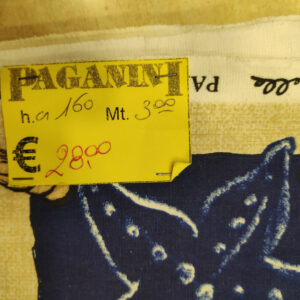 PAGANINI
h.a 160 Mt. 3,00
€ 28,00
PA